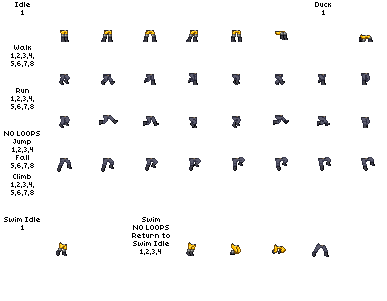 Idle
1
Duck
1
Walk
1,2,3,4,
5,6,7,8
Run
1,2,3,4,
5,6,7,8
NO LOOPS
Jump
1,2,3,4
Fall
5,6,7,8
Climb
1,2,3,4,
5,6,7,8
Swim Idle
1
Swim
NO LOOPS
Return to
Swim Idle
1,2,3,4